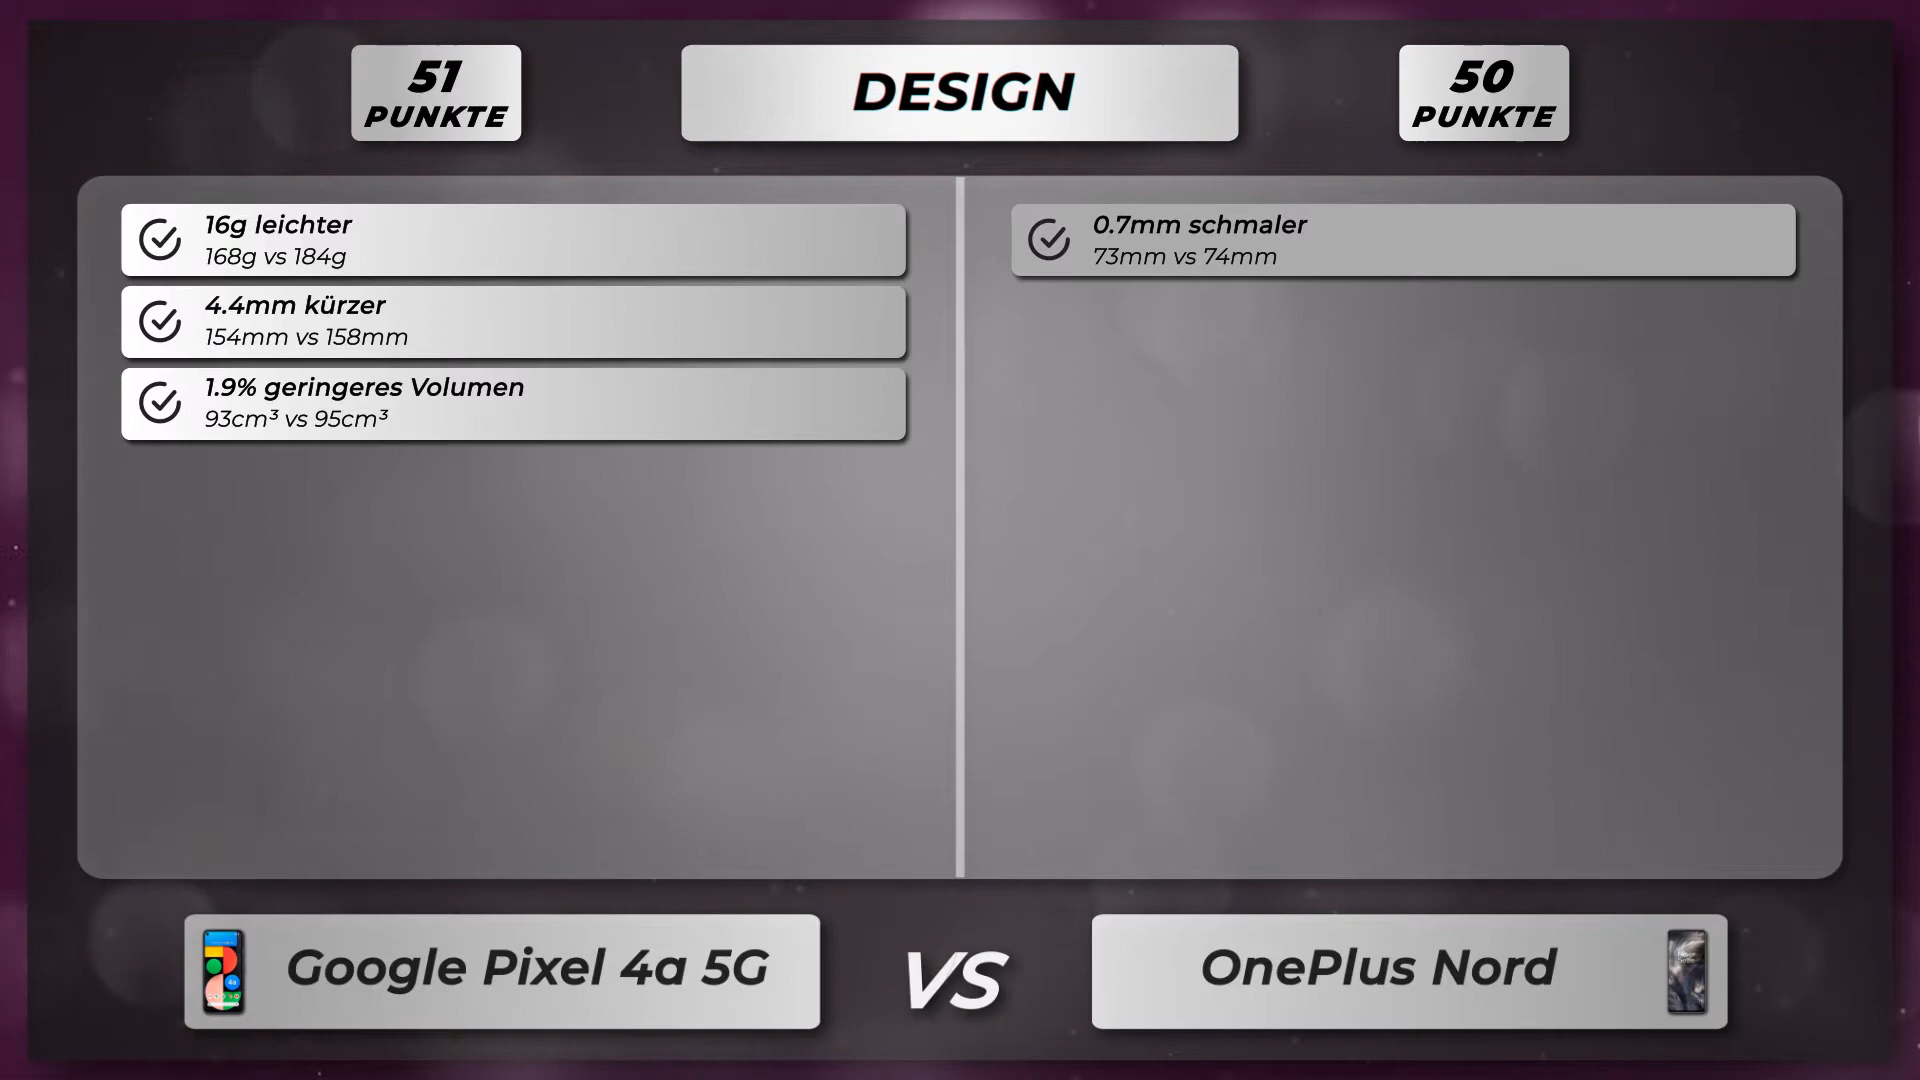 51
PUNKTE
DESIGN
50
PUNKTE
16g leichter
168g vs 184g
4.4mm kürzer
154mm vs 158mm
1.9% geringeres Volumen
93cm³ vs 95cm³
0.7mm schmaler
73mm vs 74mm
Google Pixel 4a 5G
VS
OnePlus Nord